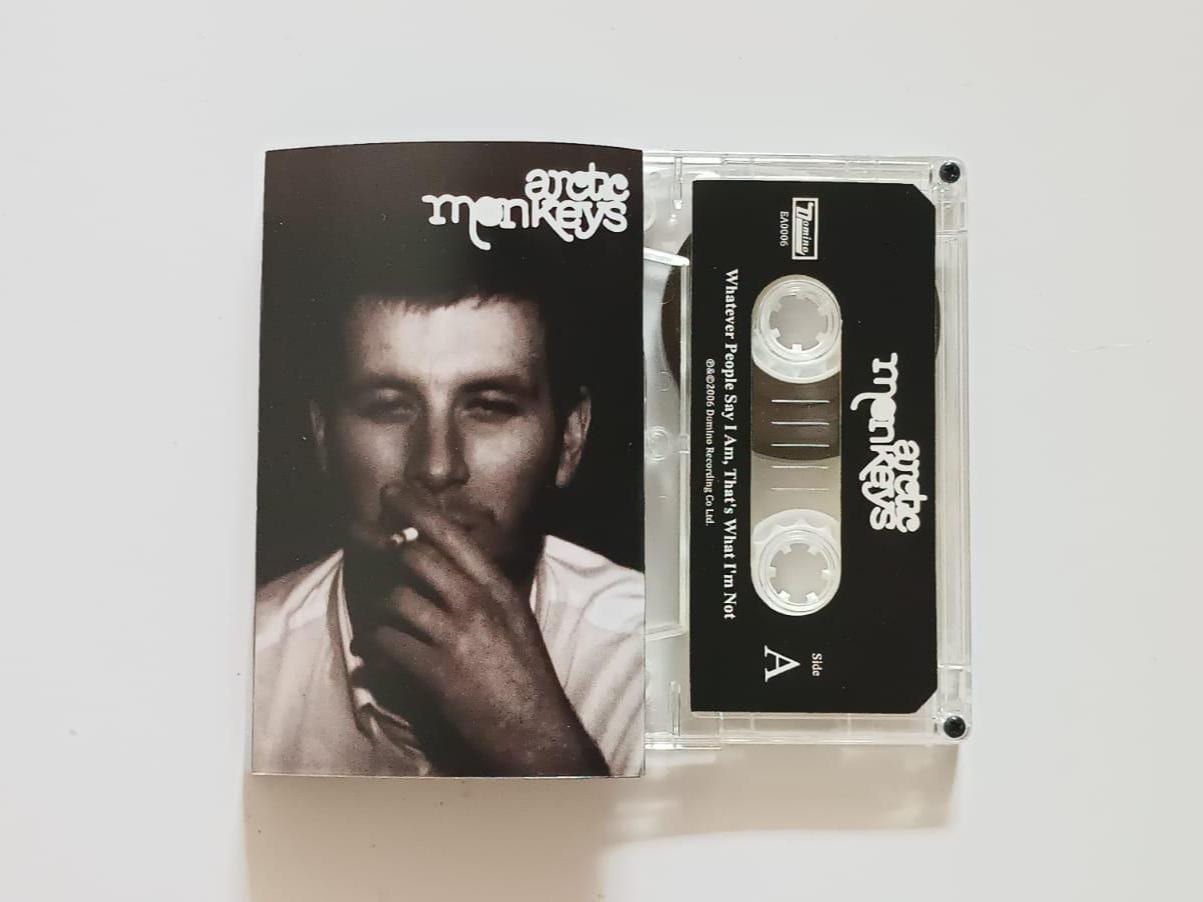 arctic
monkeys
Domino
EA0006
Whatever People Say I Am, That's What I'm Not
℗&©2006 Domino Recording Co Ltd.
arctic
monkeys
Side
A